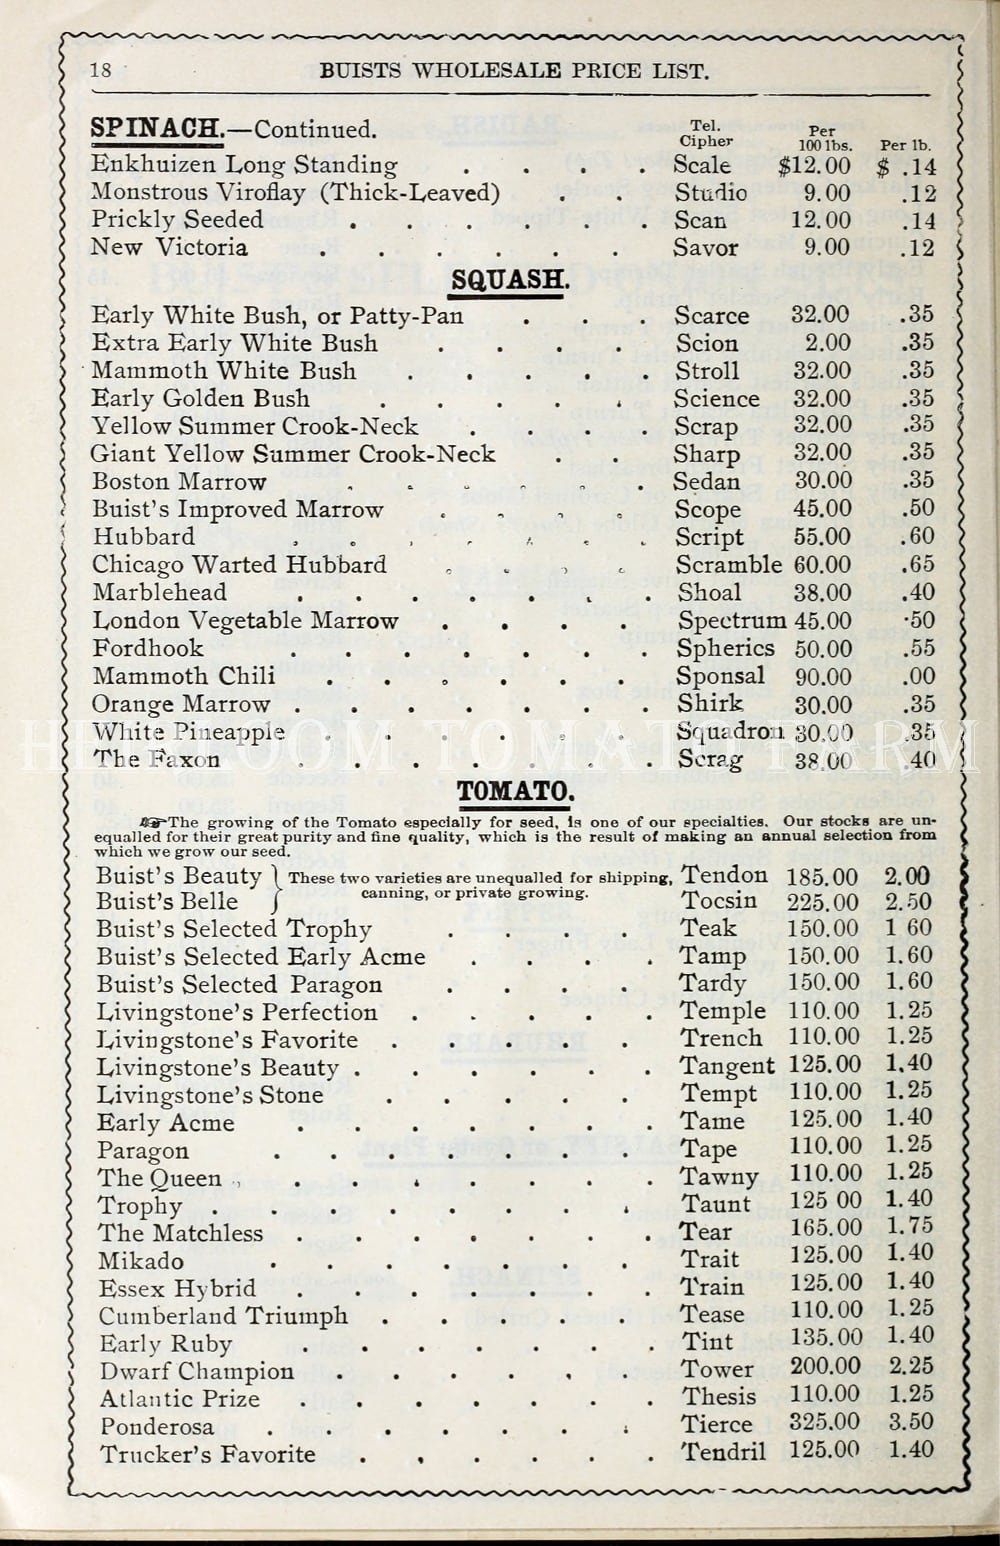 18 BUISTS WHOLESALE PRICE LIST.
SPINACH.—Continued. Tel. Cipher Per 100 lbs. Per lb.
Enkhuizen Long Standing . . . . Scale $12.00 $ .14
Monstrous Viroflay (Thick-Leaved) . . Studio 9.00 .12
Prickly Seeded . . . . . . Scan 12.00 .14
New Victoria . . . . . . Savor 9.00 .12
SQUASH.
Early White Bush, or Patty-Pan . . . Scarce 32.00 .35
Extra Early White Bush . . . . Scion 2.00 .35
Mammoth White Bush . . . . . Stroll 32.00 .35
Early Golden Bush . . . . . Science 32.00 .35
Yellow Summer Crook-Neck . . . . Scrap 32.00 .35
Giant Yellow Summer Crook-Neck . . Sharp 32.00 .35
Boston Marrow . . . . . . Sedan 30.00 .35
Buist's Improved Marrow . . . . Scope 45.00 .50
Hubbard . . . . . . . Script 55.00 .60
Chicago Warted Hubbard . . . . Scramble 60.00 .65
Marblehead . . . . . . . Shoal 38.00 .40
London Vegetable Marrow . . . . Spectrum 45.00 .50
Fordhook . . . . . . Spherics 50.00 .55
Mammoth Chili . . . . . . Sponsal 90.00 .00
Orange Marrow . . . . . . . Shirk 30.00 .35
White Pineapple . . . . . . Squadron 30.00 .35
HEIRLOOM TOMATO FARM
The Faxon . . . . . . . Scrag 38.00 .40
TOMATO.
☞The growing of the Tomato especially for seed, is one of our specialties. Our stocks are un-
equalled for their great purity and fine quality, which is the result of making an annual selection from
which we grow our seed.
Buist's Beauty } These two varieties are unequalled for shipping, Tendon 185.00 2.00
Buist's Belle } canning, or private growing. Tocsin 225.00 2.50
Buist's Selected Trophy . . . . Teak 150.00 1 60
Buist's Selected Early Acme . . . . Tamp 150.00 1.60
Buist's Selected Paragon . . . . Tardy 150.00 1.60
Livingstone's Perfection . . . . . Temple 110.00 1.25
Livingstone's Favorite . . . . . Trench 110.00 1.25
Livingstone's Beauty . . . . . . Tangent 125.00 1.40
Livingstone's Stone . . . . . Tempt 110.00 1.25
Early Acme . . . . . . . Tame 125.00 1.40
Paragon . . . . . . . Tape 110.00 1.25
The Queen . . . . . . . . Tawny 110.00 1.25
Trophy . . . . . . . . Taunt 125 00 1.40
The Matchless . . . . . . . Tear 165.00 1.75
Mikado . . . . . . . Trait 125.00 1.40
Essex Hybrid . . . . . . . Train 125.00 1.40
Cumberland Triumph . . . . . Tease 110.00 1.25
Early Ruby . . . . . . . Tint 135.00 1.40
Dwarf Champion . . . . . . Tower 200.00 2.25
Atlantic Prize . . . . . . . Thesis 110.00 1.25
Ponderosa . . . . . . . Tierce 325.00 3.50
Trucker's Favorite . . . . . . Tendril 125.00 1.40